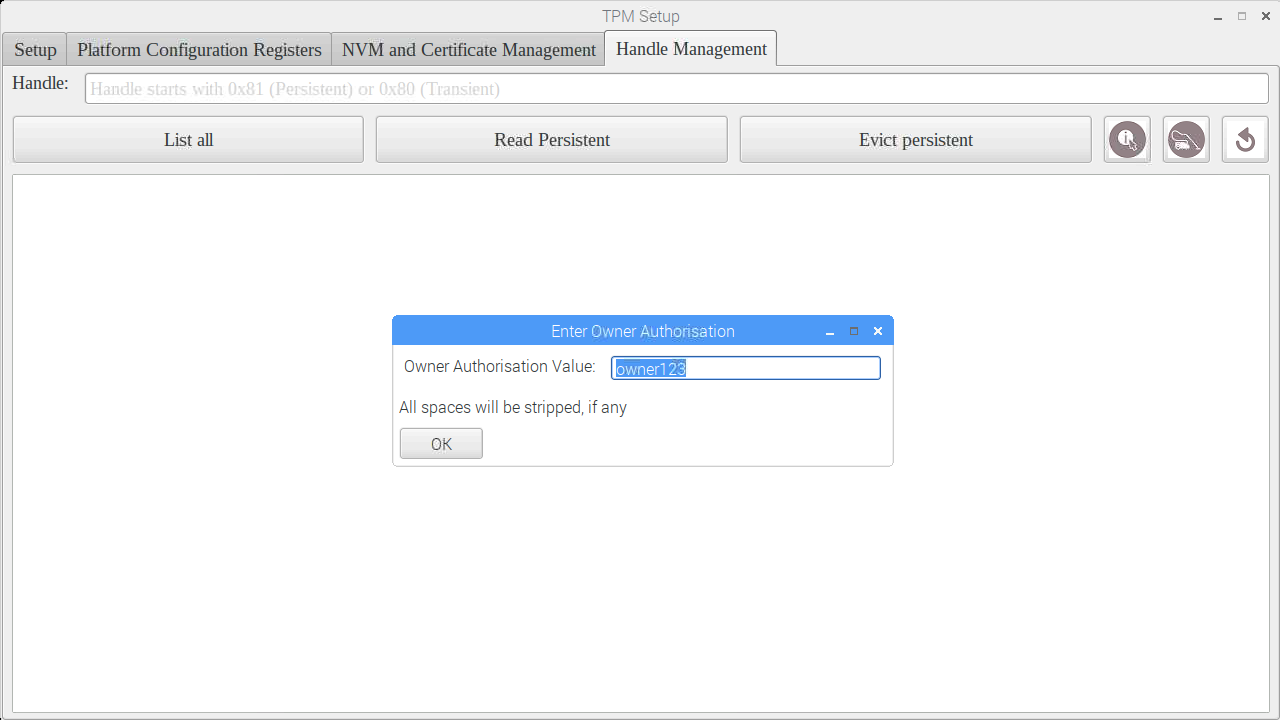 TPM Setup
Setup
Platform Configuration Registers
NVM and Certificate Management
Handle Management
Handle:
Handle starts with 0x81 (Persistent) or 0x80 (Transient)
List all
Read Persistent
Evict persistent
Enter Owner Authorisation
Owner Authorisation Value:
owner123
All spaces will be stripped, if any
OK